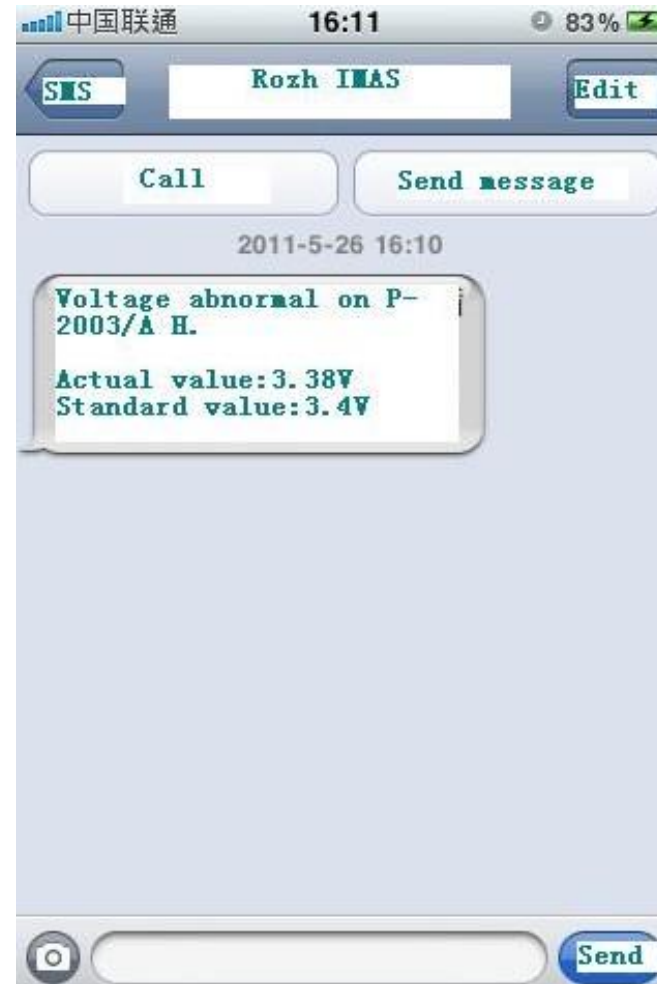 中国联通 16:11 83%
SMS Rozh IMAS Edit
Call Send message
2011-5-26 16:10
Voltage abnormal on P-
2003/A H.
Actual value:3.38V
Standard value:3.4V
Send